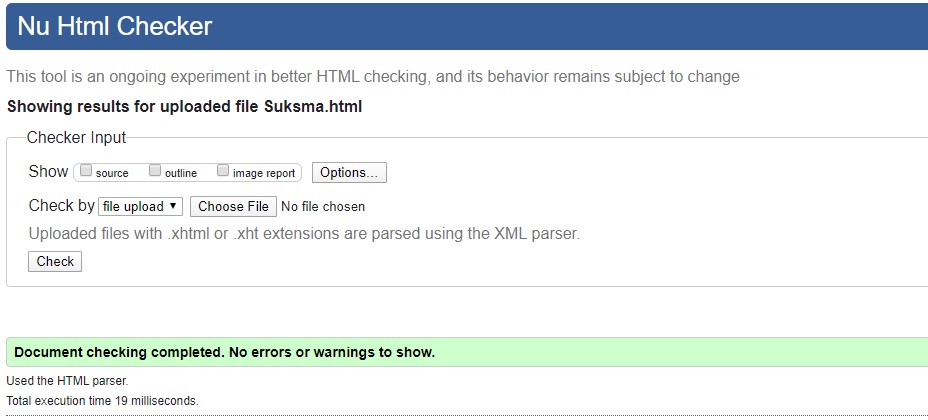 Nu Html Checker
This tool is an ongoing experiment in better HTML checking, and its behavior remains subject to change
Showing results for uploaded file Suksma.html
Checker Input
Show source outline image report Options...
Check by file upload Choose File No file chosen
Uploaded files with .xhtml or .xht extensions are parsed using the XML parser.
Check
Document checking completed. No errors or warnings to show.
Used the HTML parser.
Total execution time 19 milliseconds.